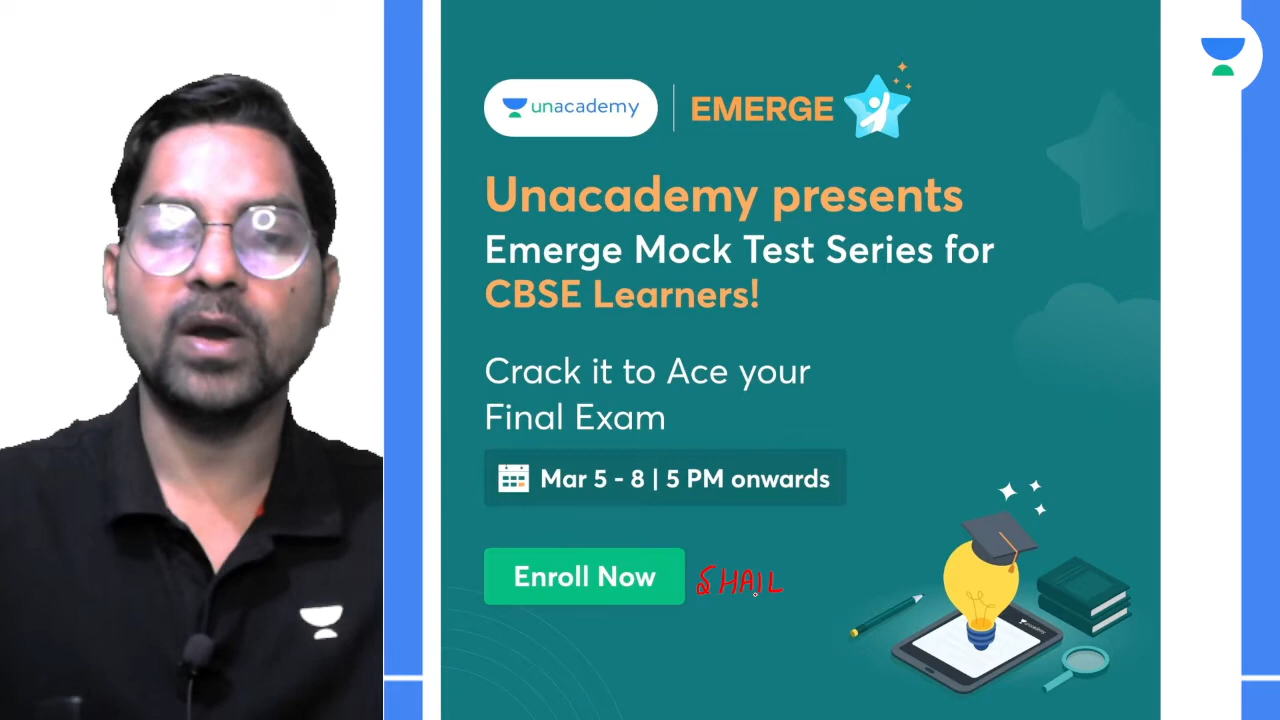 unacademy
EMERGE
Unacademy presents
Emerge Mock Test Series for
CBSE Learners!
Crack it to Ace your
Final Exam
Mar 5 - 8 | 5 PM onwards
Enroll Now
SHAIL
unacademy